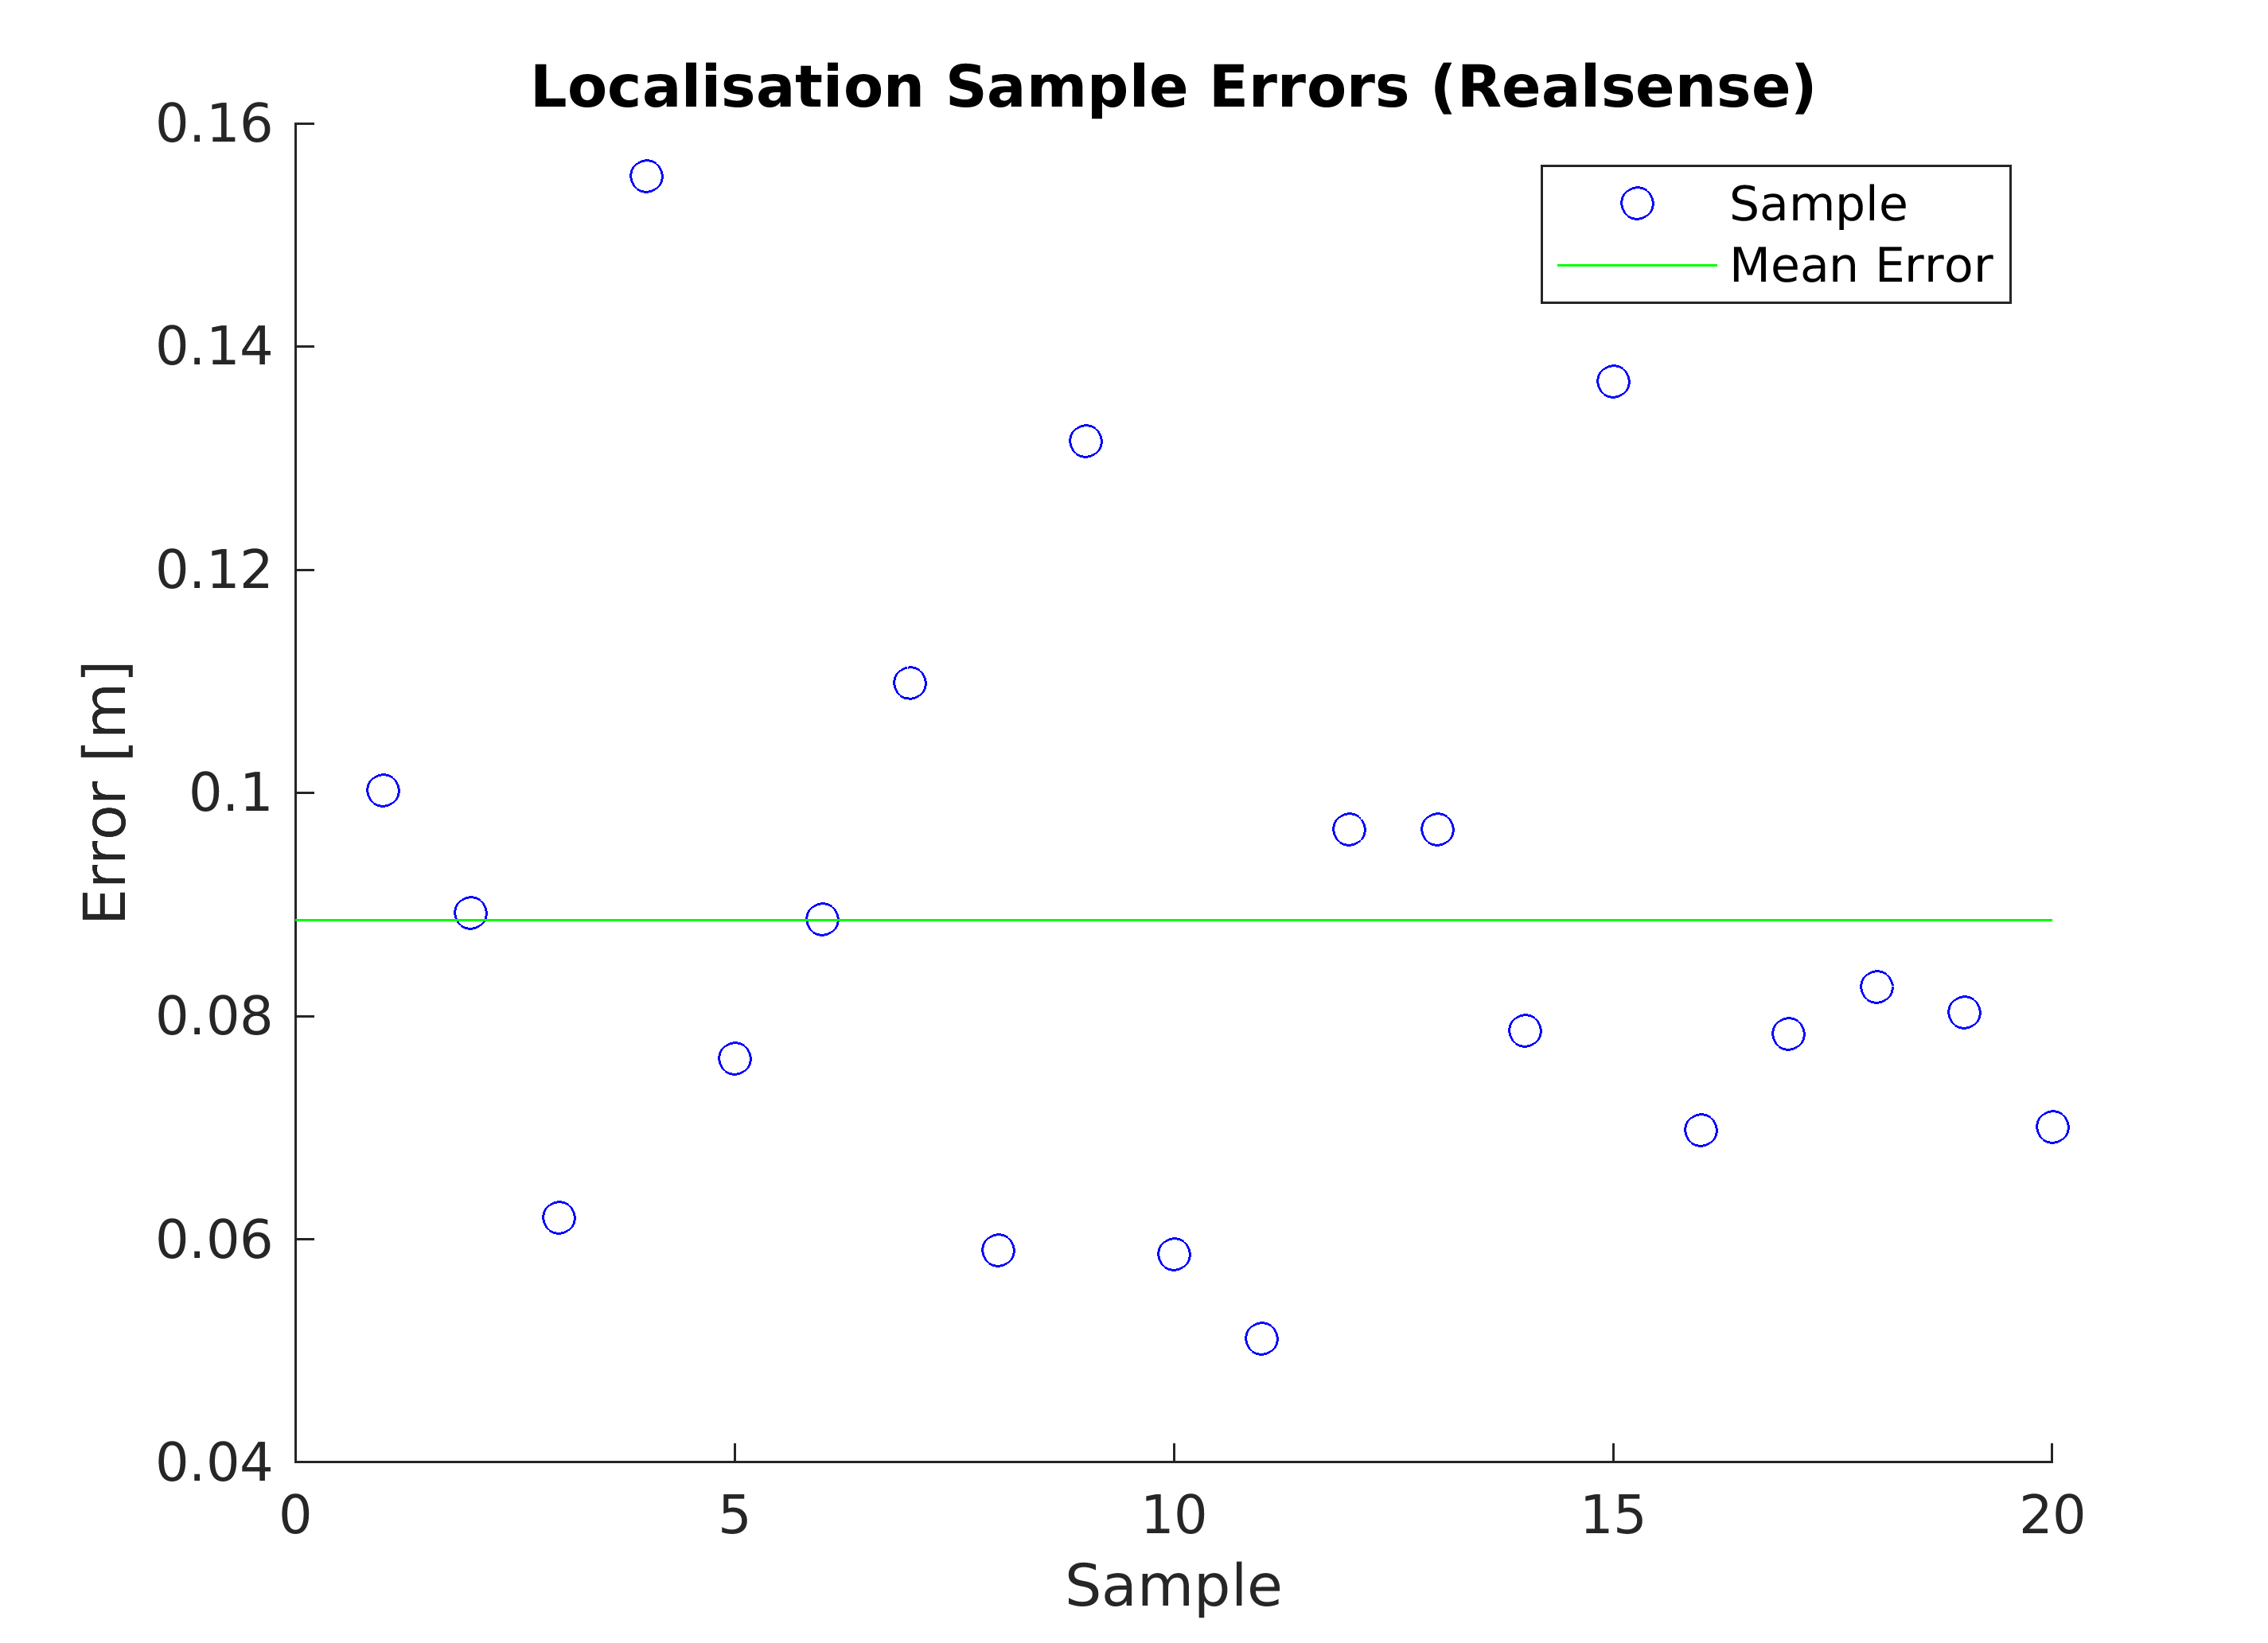 Localisation Sample Errors (Realsense)
0.16
0.14
0.12
0.1
0.08
0.06
0.04
Error [m]
Sample
Mean Error
0 5 10 15 20
Sample